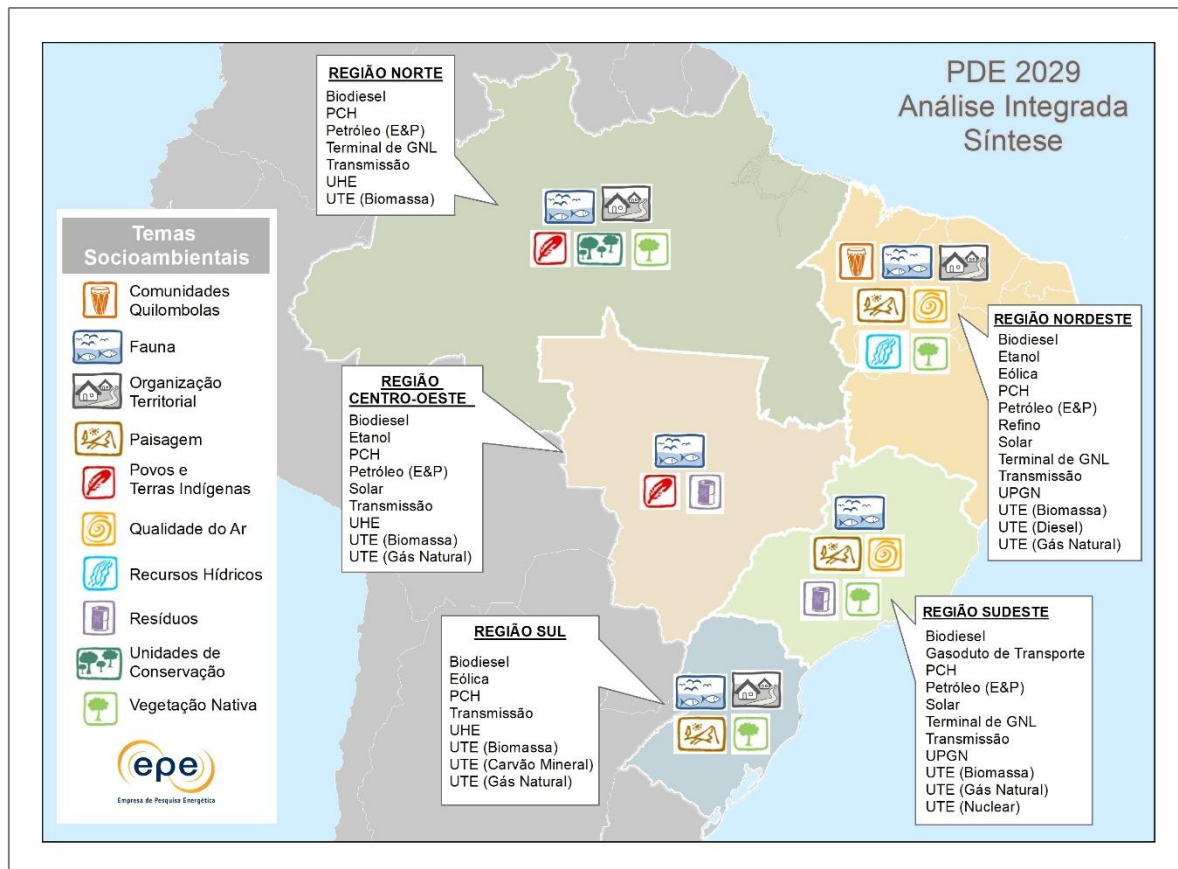 PDE 2029
Análise Integrada
Síntese
REGIÃO NORTE
Biodiesel
PCH
Petróleo (E&P)
Terminal de GNL
Transmissão
UHE
UTE (Biomassa)
Temas
Socioambientais
Comunidades
Quilombolas
Fauna
Organização
Territorial
Paisagem
Povos e
Terras Indígenas
Qualidade do Ar
Recursos Hídricos
Resíduos
Unidades de
Conservação
Vegetação Nativa
epe
Empresa de Pesquisa Energética
REGIÃO
CENTRO-OESTE
Biodiesel
Etanol
PCH
Petróleo (E&P)
Solar
Transmissão
UHE
UTE (Biomassa)
UTE (Gás Natural)
REGIÃO NORDESTE
Biodiesel
Etanol
Eólica
PCH
Petróleo (E&P)
Refino
Solar
Terminal de GNL
Transmissão
UPGN
UTE (Biomassa)
UTE (Diesel)
UTE (Gás Natural)
REGIÃO SUL
Biodiesel
Eólica
PCH
Transmissão
UHE
UTE (Biomassa)
UTE (Carvão Mineral)
UTE (Gás Natural)
REGIÃO SUDESTE
Biodiesel
Gasoduto de Transporte
PCH
Petróleo (E&P)
Solar
Terminal de GNL
Transmissão
UPGN
UTE (Biomassa)
UTE (Gás Natural)
UTE (Nuclear)